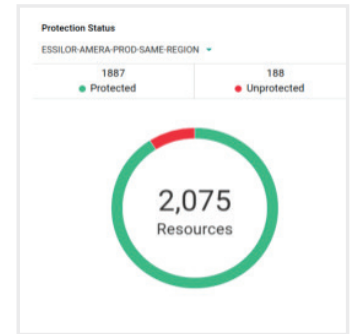 Protection Status
ESSILOR-AMERA-PROD-SAME-REGION
1887 188
Protected Unprotected
2,075
Resources